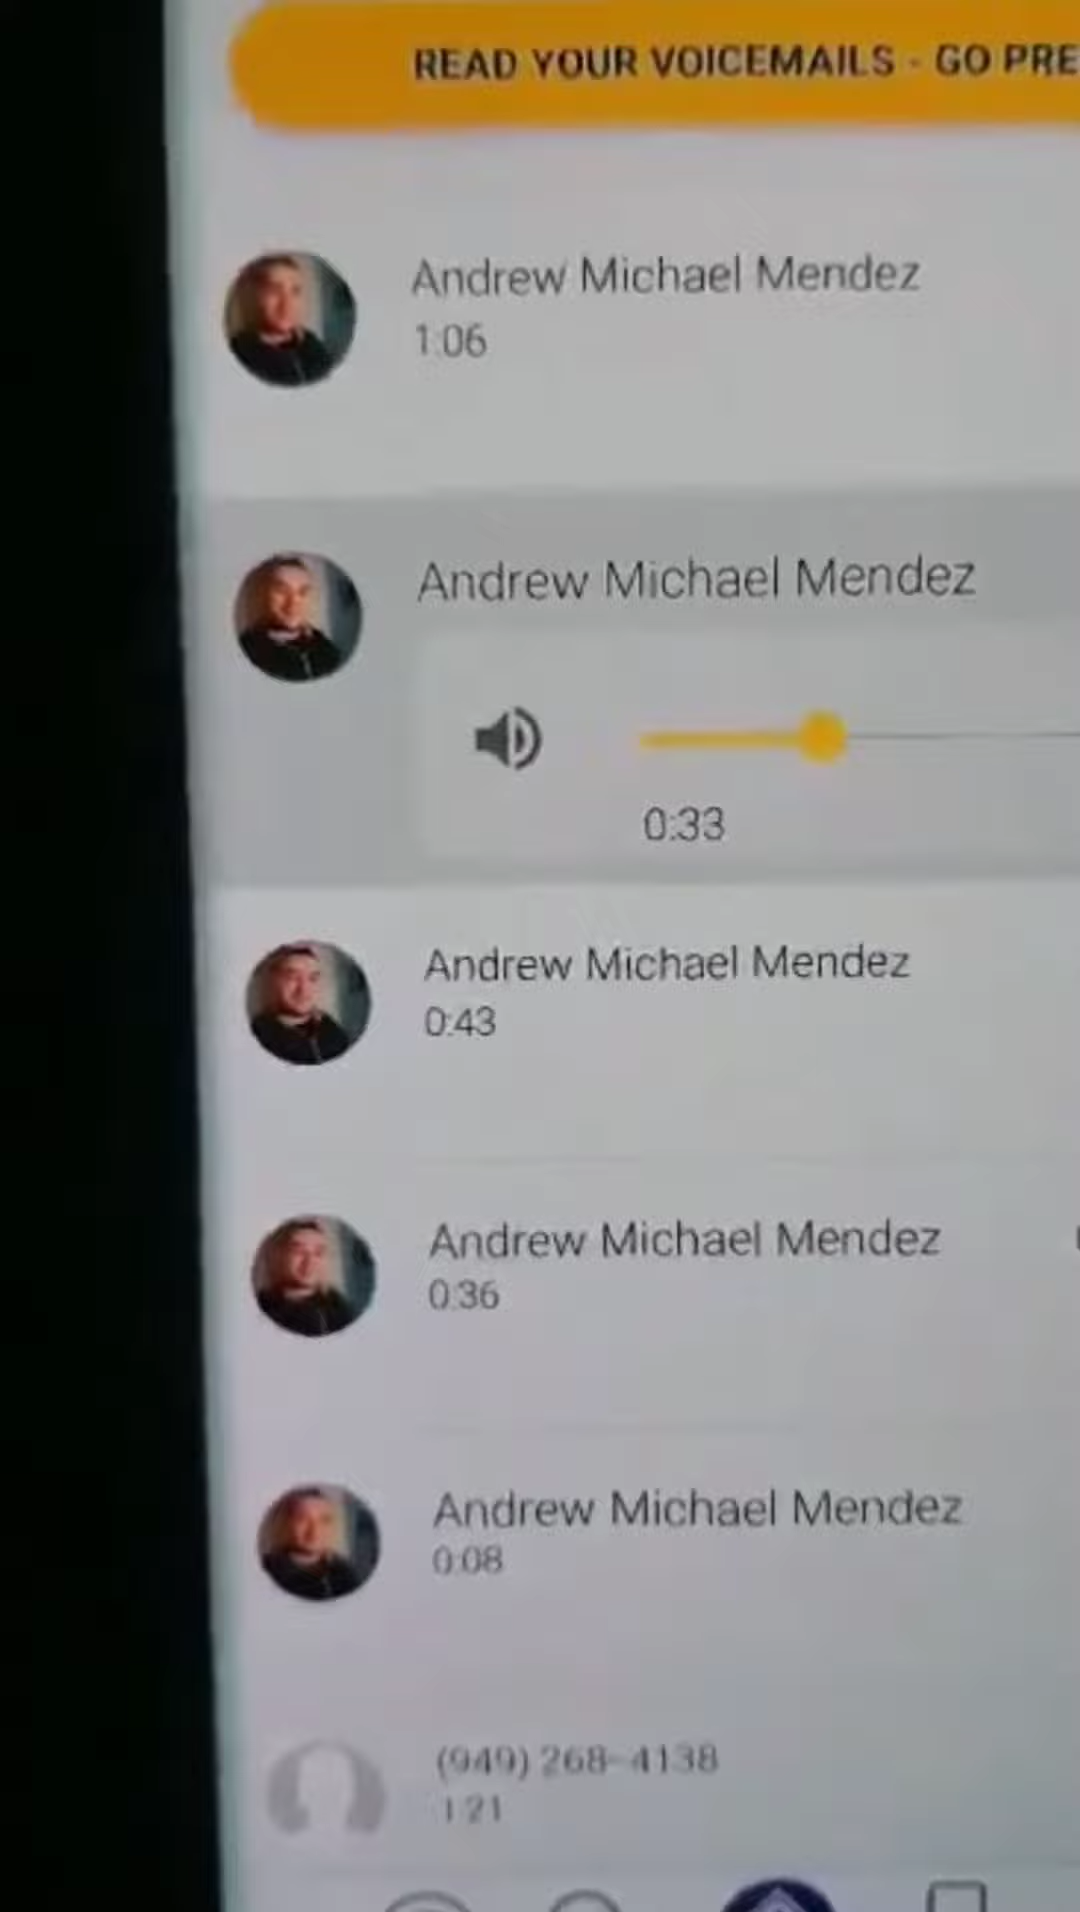 READ YOUR VOICEMAILS - GO PRE
Andrew Michael Mendez
1:06
Andrew Michael Mendez
0:33
Andrew Michael Mendez
0:43
Andrew Michael Mendez
0:36
Andrew Michael Mendez
0:08
(949) 268-4138
1:21